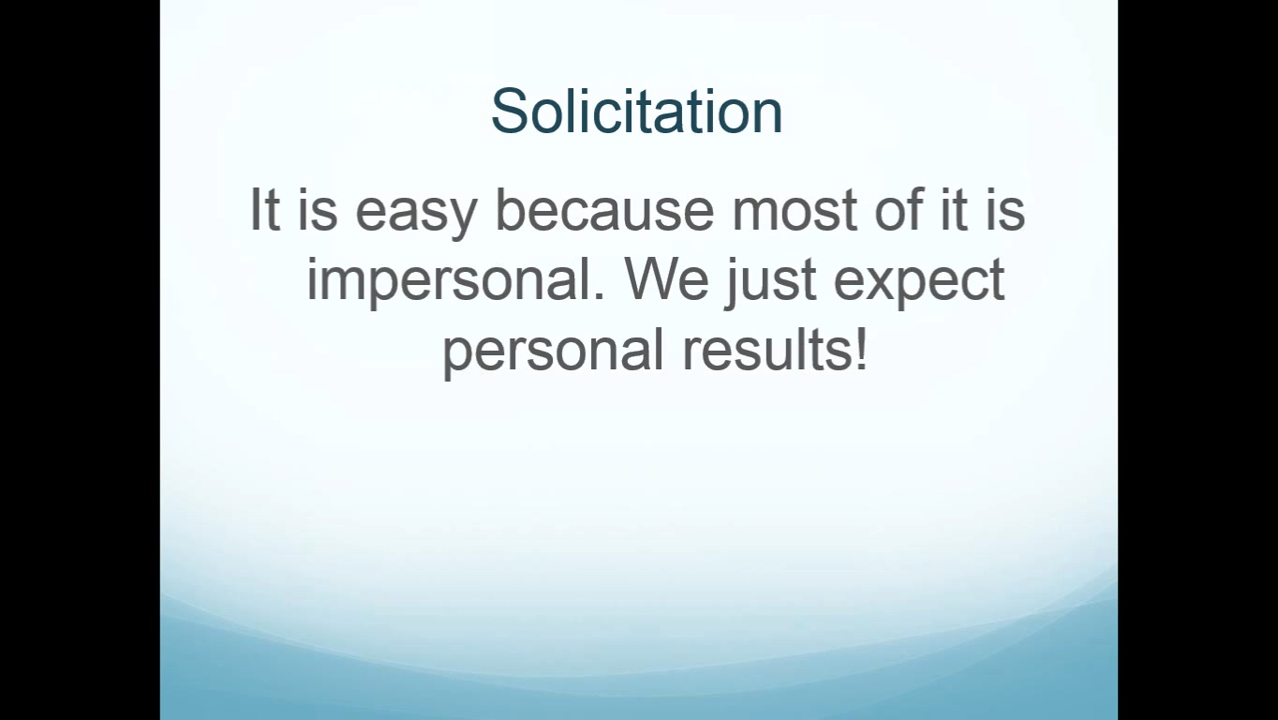 Solicitation
It is easy because most of it is
impersonal. We just expect
personal results!